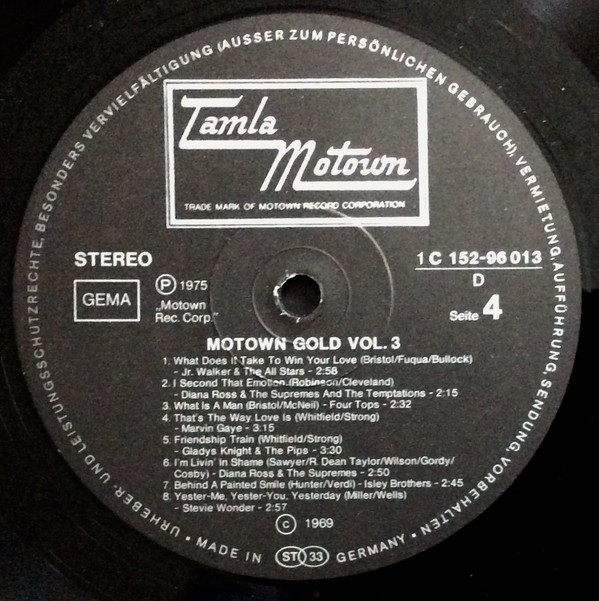 URHEBER- UND LEISTUNGSSCHUTZRECHTE, BESONDERS VERVIELFÄLTIGUNG (AUSSER ZUM PERSÖNLICHEN GEBRAUCH), VERMIETUNG, AUFFÜHRUNG, SENDUNG, VORBEHALTEN •
Tamla
Motown
TRADE MARK OF MOTOWN RECORD CORPORATION
STEREO
1 C 152-96 013
GEMA
Ⓟ 1975
D
„Motown
Rec. Corp.”
Seite 4
MOTOWN GOLD VOL. 3
1. What Does It Take To Win Your Love (Bristol/Fuqua/Bullock)
- Jr. Walker & The All Stars - 2:58
2. I Second That Emotion (Robinson/Cleveland)
- Diana Ross & The Supremes And The Temptations - 2:15
3. What Is A Man (Bristol/McNeil) - Four Tops - 2:32
4. That's The Way Love Is (Whitfield/Strong)
- Marvin Gaye - 3:15
5. Friendship Train (Whitfield/Strong)
- Gladys Knight & The Pips - 3:30
6. I'm Livin' In Shame (Sawyer/R. Dean Taylor/Wilson/Gordy/
Cosby) - Diana Ross & The Supremes - 2:50
7. Behind A Painted Smile (Hunter/Verdi) - Isley Brothers - 2:45
8. Yester-Me, Yester-You, Yesterday (Miller/Wells)
- Stevie Wonder - 2:57
© 1969
• MADE IN ST 33 GERMANY •